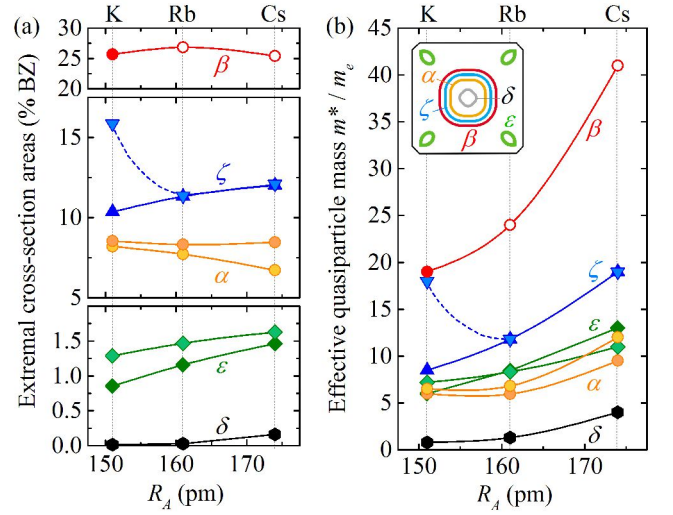 (a) K Rb Cs
30
25
20
β
15
10
5
ζ
α
1.5
1.0
0.5
0.0
ε
δ
150 160 170
R_A (pm)
Extremal cross-section areas (% BZ)
(b) K Rb Cs
45
40
35
30
25
20
15
10
5
0
α
ζ
δ
ε
β
β
ζ
ε
α
δ
150 160 170
R_A (pm)
Effective quasiparticle mass m* / m_e